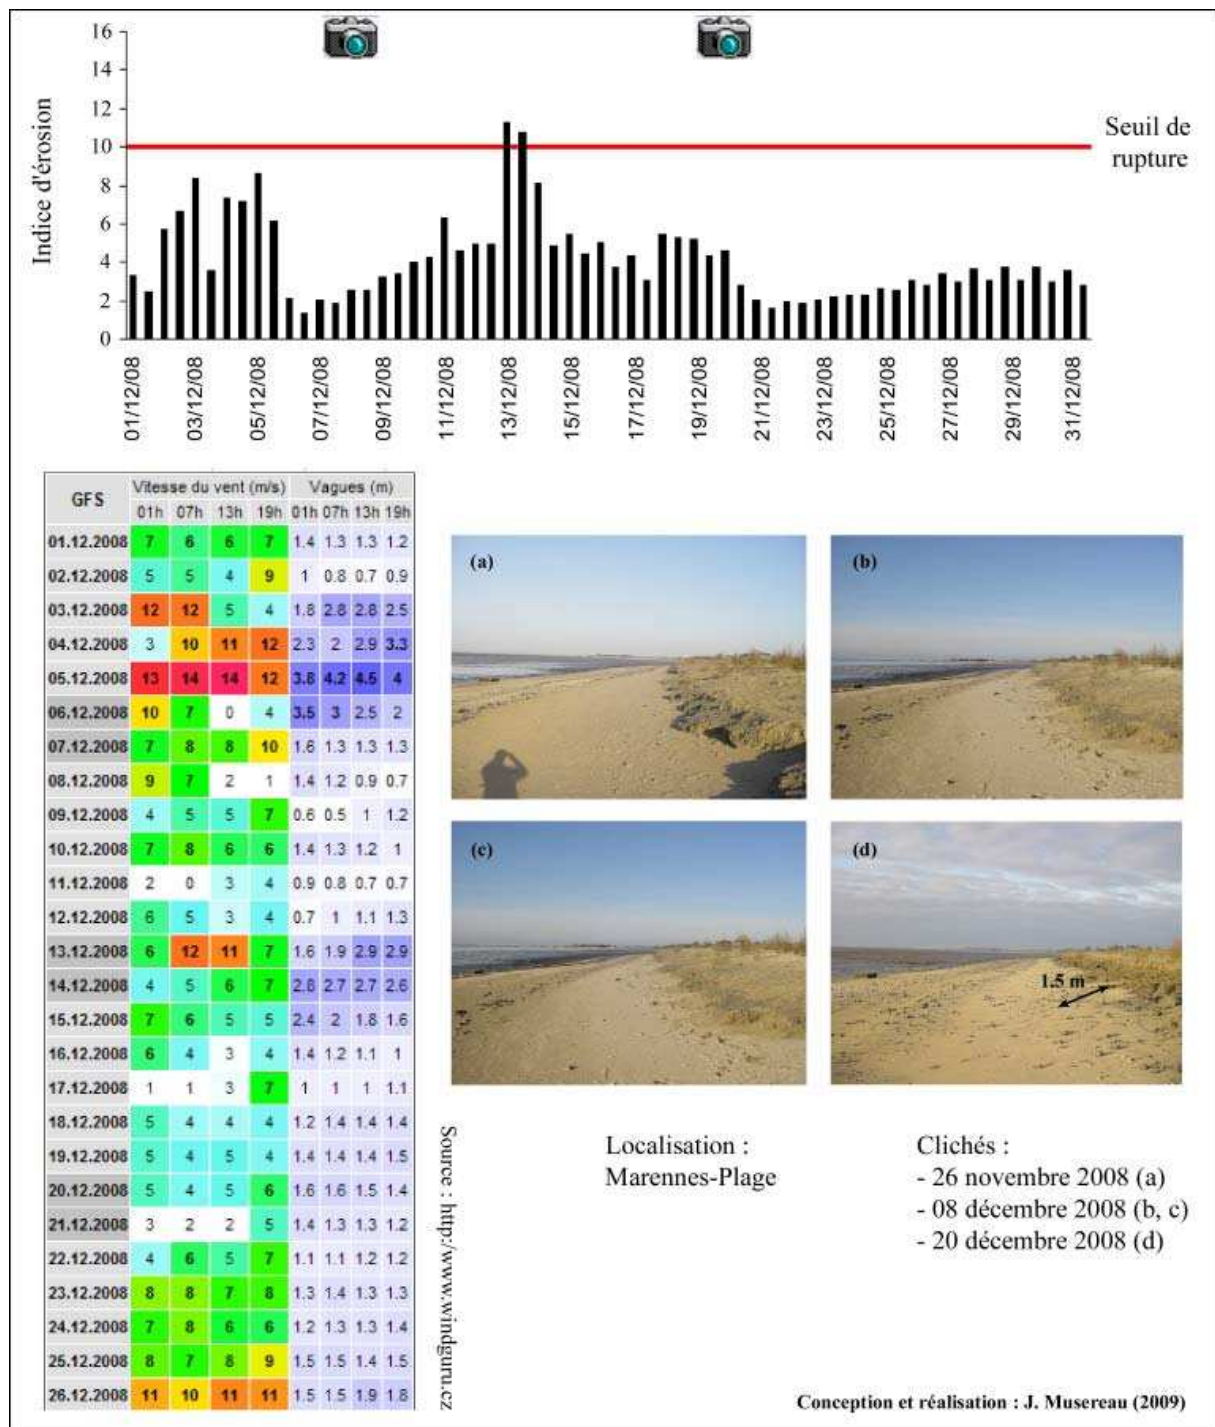 16
14
12
10
8
6
4
2
0
Indice d'érosion
Seuil de
rupture
01/12/08
03/12/08
05/12/08
07/12/08
09/12/08
11/12/08
13/12/08
15/12/08
17/12/08
19/12/08
21/12/08
23/12/08
25/12/08
27/12/08
29/12/08
31/12/08
GFS Vitesse du vent (m/s) Vagues (m)
01h 07h 13h 19h 01h 07h 13h 19h
01.12.2008 7 6 6 7 1.4 1.3 1.3 1.2
02.12.2008 5 5 4 9 1 0.8 0.7 0.9
03.12.2008 12 12 5 4 1.8 2.8 2.8 2.5
04.12.2008 3 10 11 12 2.3 2 2.9 3.3
05.12.2008 13 14 14 12 3.8 4.2 4.5 4
06.12.2008 10 7 0 4 3.5 3 2.5 2
07.12.2008 7 8 8 10 1.6 1.3 1.3 1.3
08.12.2008 9 7 2 1 1.4 1.2 0.9 0.7
09.12.2008 4 5 5 7 0.6 0.5 1 1.2
10.12.2008 7 8 6 6 1.4 1.3 1.2 1
11.12.2008 2 0 3 4 0.9 0.8 0.7 0.7
12.12.2008 6 5 3 4 0.7 1 1.1 1.3
13.12.2008 6 12 11 7 1.6 1.9 2.9 2.9
14.12.2008 4 5 6 7 2.8 2.7 2.7 2.6
15.12.2008 7 6 5 5 2.4 2 1.8 1.6
16.12.2008 6 4 3 4 1.4 1.2 1.1 1
17.12.2008 1 1 3 7 1 1 1 1.1
18.12.2008 5 4 4 4 1.2 1.4 1.4 1.4
19.12.2008 5 4 5 4 1.4 1.4 1.4 1.5
20.12.2008 5 4 5 6 1.6 1.6 1.5 1.4
21.12.2008 3 2 2 5 1.4 1.3 1.3 1.2
22.12.2008 4 6 5 7 1.1 1.1 1.2 1.2
23.12.2008 8 8 7 8 1.3 1.4 1.3 1.3
24.12.2008 7 8 6 6 1.2 1.3 1.3 1.4
25.12.2008 8 7 8 9 1.5 1.5 1.4 1.5
26.12.2008 11 10 11 11 1.5 1.5 1.9 1.8
Source : http:/www.windguru.cz
(a)
(b)
(c)
(d)
1.5 m
Localisation :
Marennes-Plage
Clichés :
- 26 novembre 2008 (a)
- 08 décembre 2008 (b, c)
- 20 décembre 2008 (d)
Conception et réalisation : J. Musereau (2009)